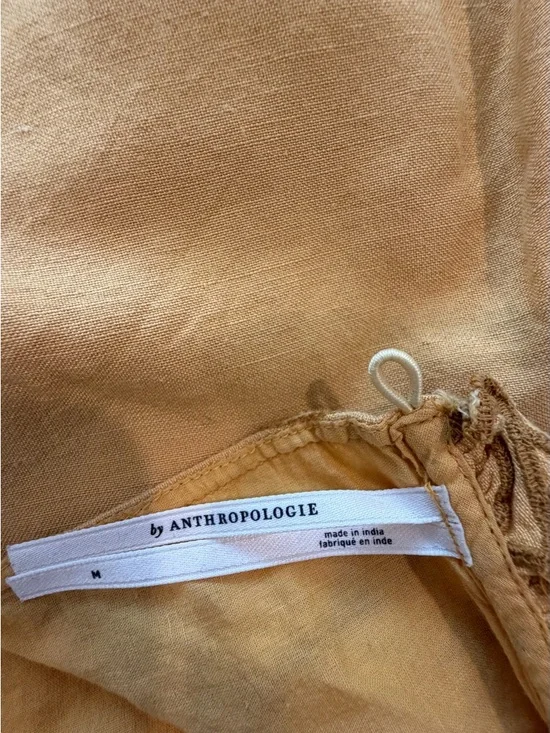 by ANTHROPOLOGIE
made in india
fabriqué en inde
M